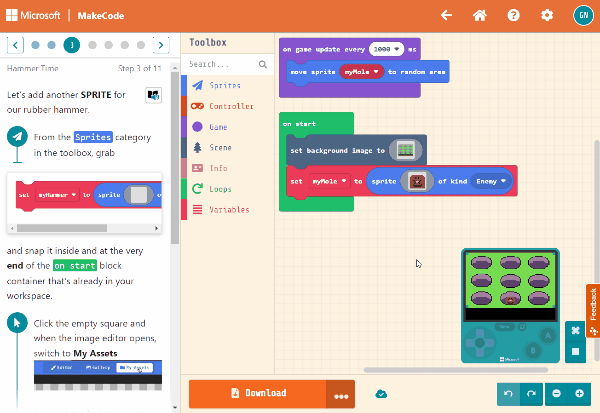 Microsoft MakeCode
GN
3
Toolbox
Hammer Time
Step 3 of 11
Search...
Let's add another SPRITE for
our rubber hammer.
From the Sprites category
in the toolbox, grab
set myHammer to sprite
and snap it inside and at the very
end of the on start block
container that's already in your
workspace.
Click the empty square and
when the image editor opens,
switch to My Assets
Editor Gallery My Assets
Sprites
Controller
Game
Scene
Info
Loops
Variables
on game update every 1000 ms
move sprite myMole to random area
on start
set background image to
set myMole to sprite of kind Enemy
A
B
Microsoft
Feedback
Download